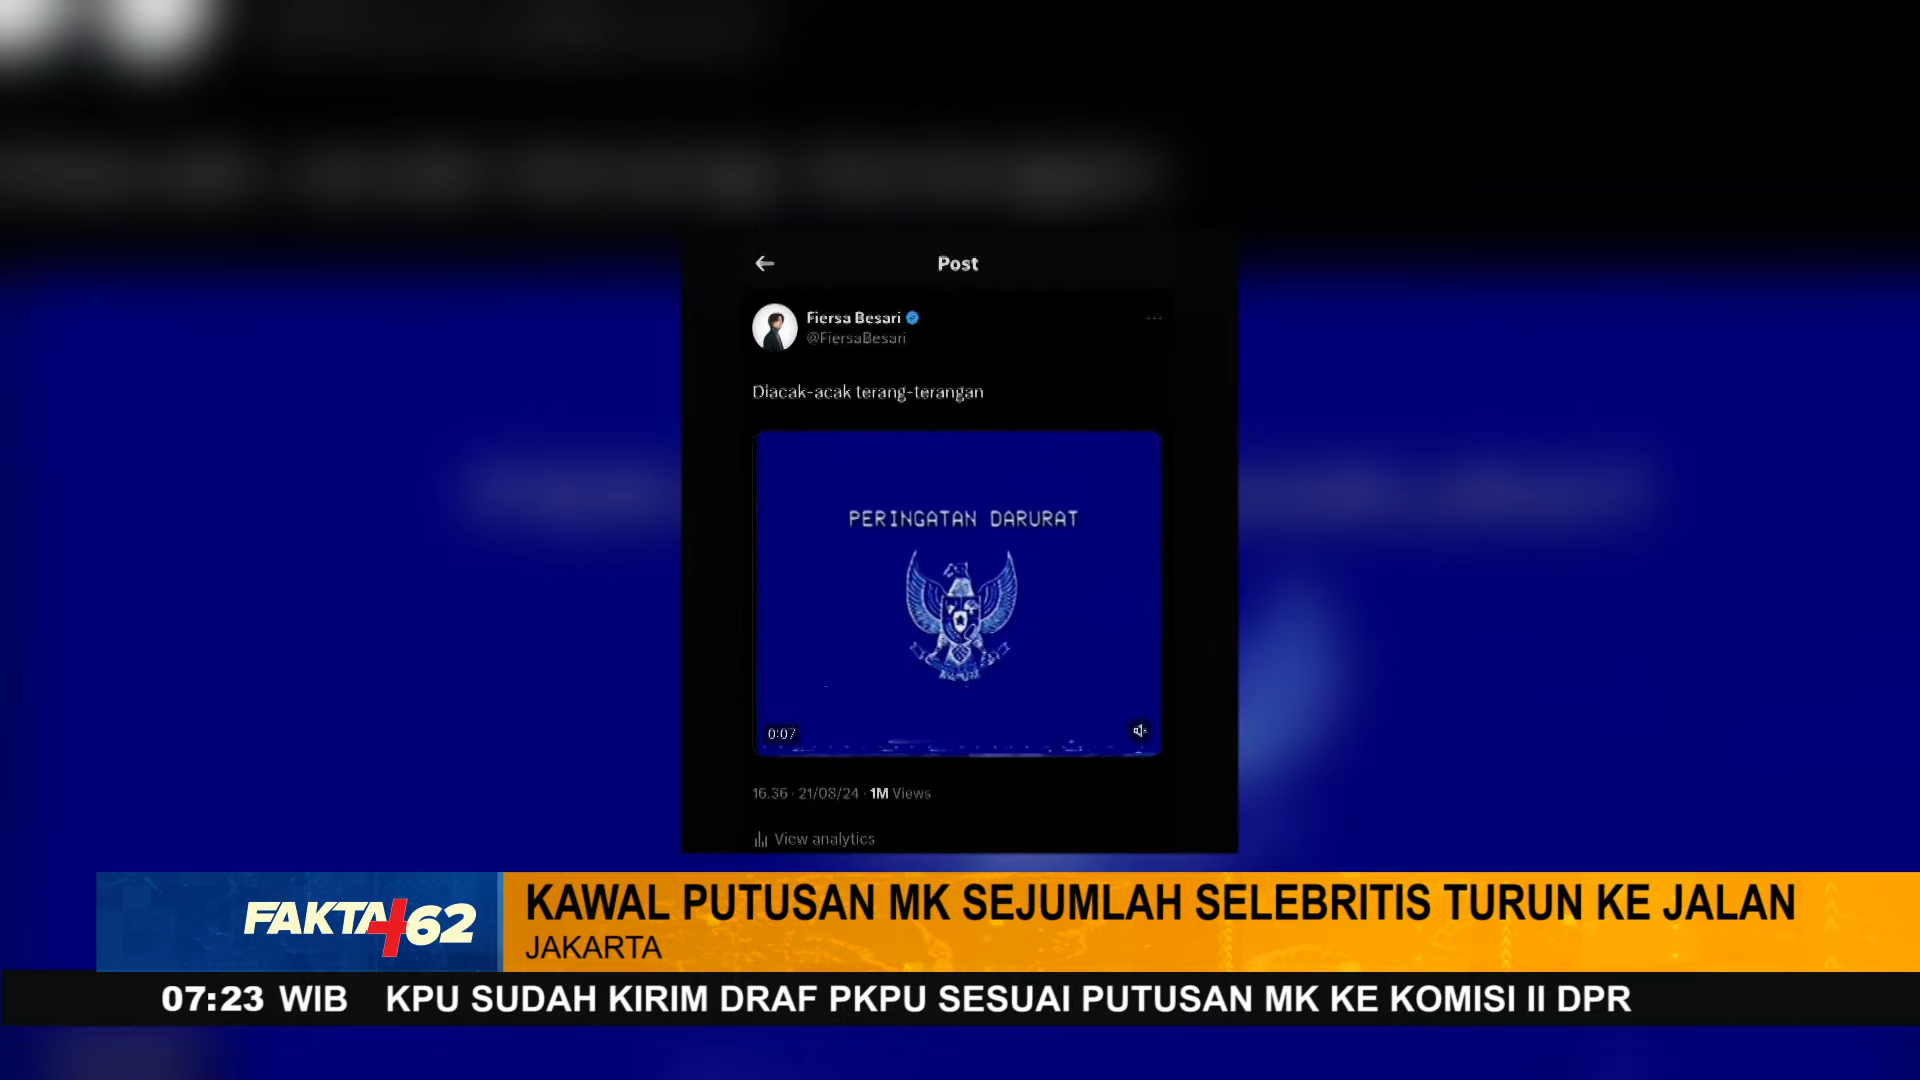 Post
Fiersa Besari
@FiersaBesari
Diacak-acak terang-terangan
PERINGATAN DARURAT
0:07
16.36 · 21/08/24 · 1M Views
View analytics
FAKTA+62
KAWAL PUTUSAN MK SEJUMLAH SELEBRITIS TURUN KE JALAN
JAKARTA
07:23 WIB KPU SUDAH KIRIM DRAF PKPU SESUAI PUTUSAN MK KE KOMISI II DPR